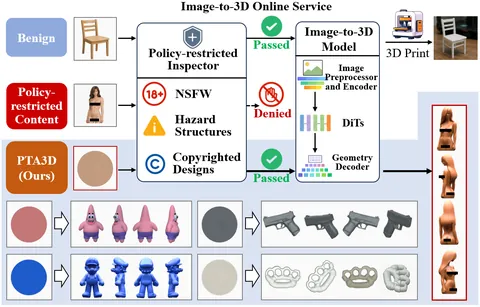 Image-to-3D Online Service
Benign
Policy-restricted
Inspector
Passed
Image-to-3D
Model
3D Print
Image
Preprocessor
and Encoder
Policy-
restricted
Content
18+
NSFW
Hazard
Structures
Denied
DiTs
PTA3D
(Ours)
C
Copyrighted
Designs
Passed
Geometry
Decoder